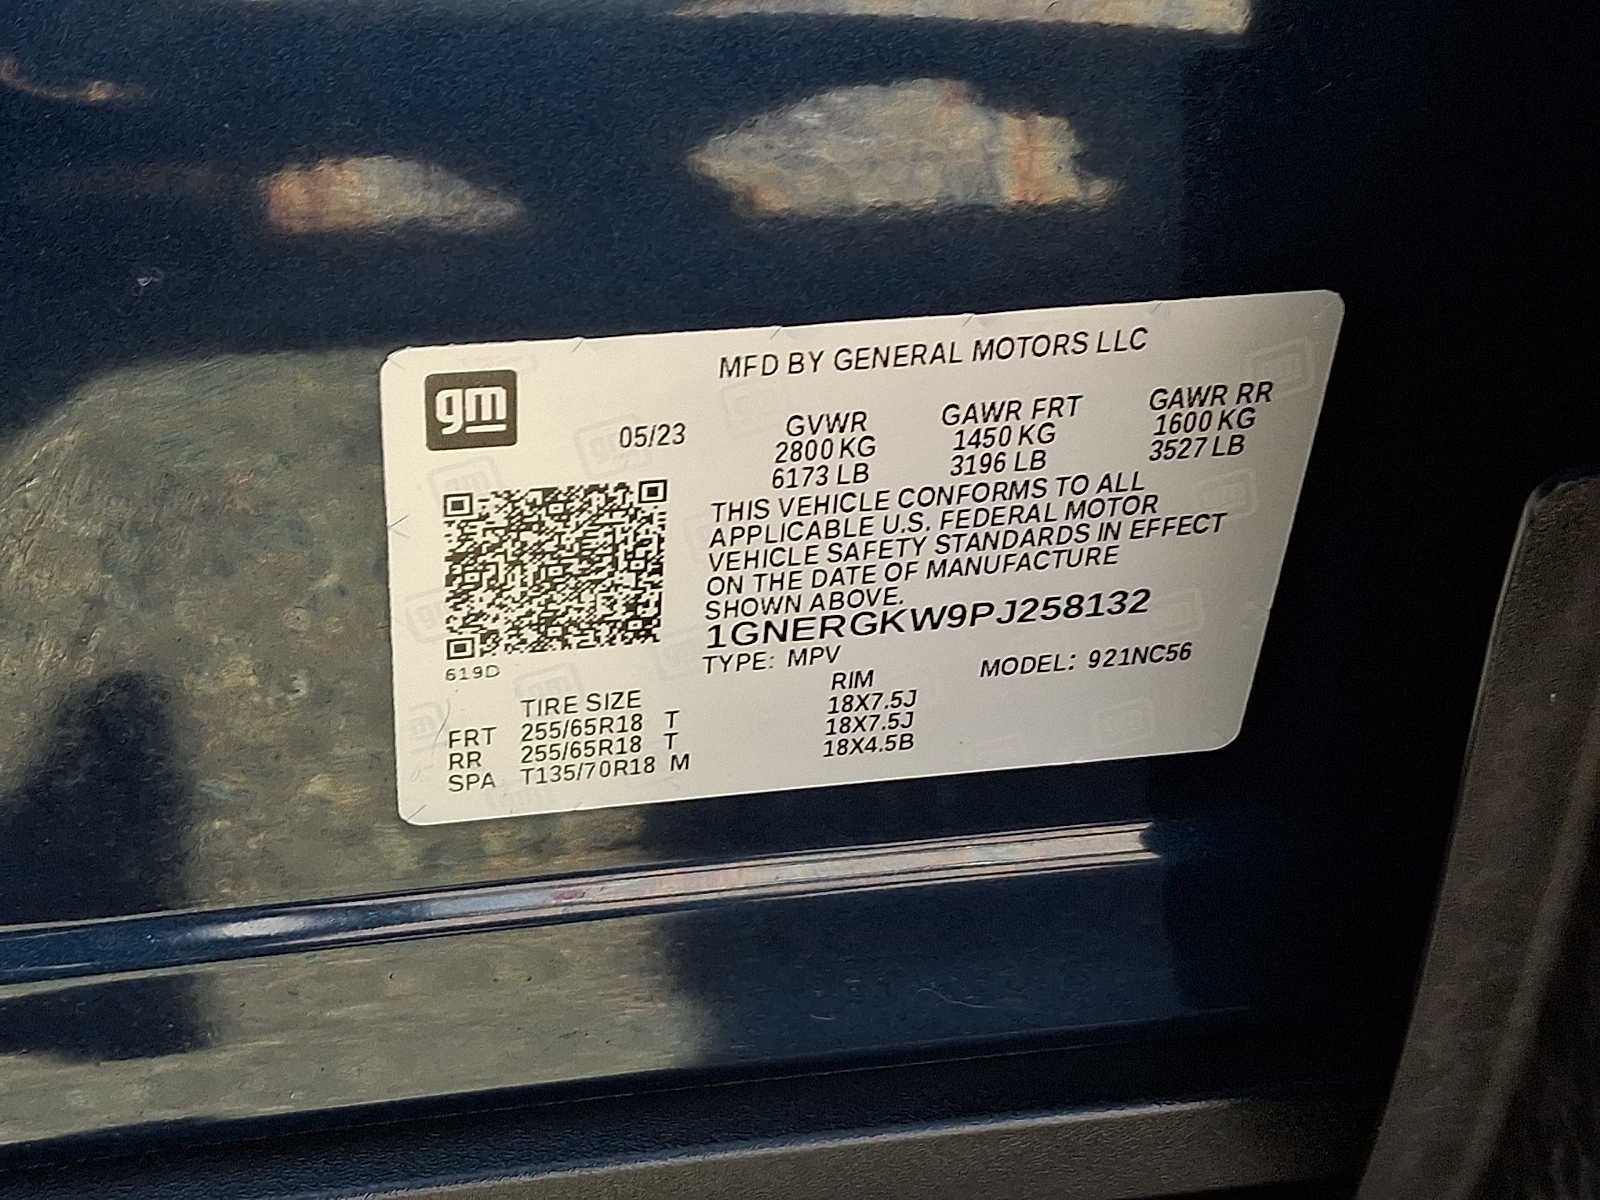 gm
MFD BY GENERAL MOTORS LLC
05/23 GVWR GAWR FRT GAWR RR
2800 KG 1450 KG 1600 KG
6173 LB 3196 LB 3527 LB
THIS VEHICLE CONFORMS TO ALL
APPLICABLE U.S. FEDERAL MOTOR
VEHICLE SAFETY STANDARDS IN EFFECT
ON THE DATE OF MANUFACTURE
SHOWN ABOVE.
1GNERGKW9PJ258132
619D TYPE: MPV MODEL: 921NC56
TIRE SIZE RIM
FRT 255/65R18 T 18X7.5J
RR 255/65R18 T 18X7.5J
SPA T135/70R18 M 18X4.5B